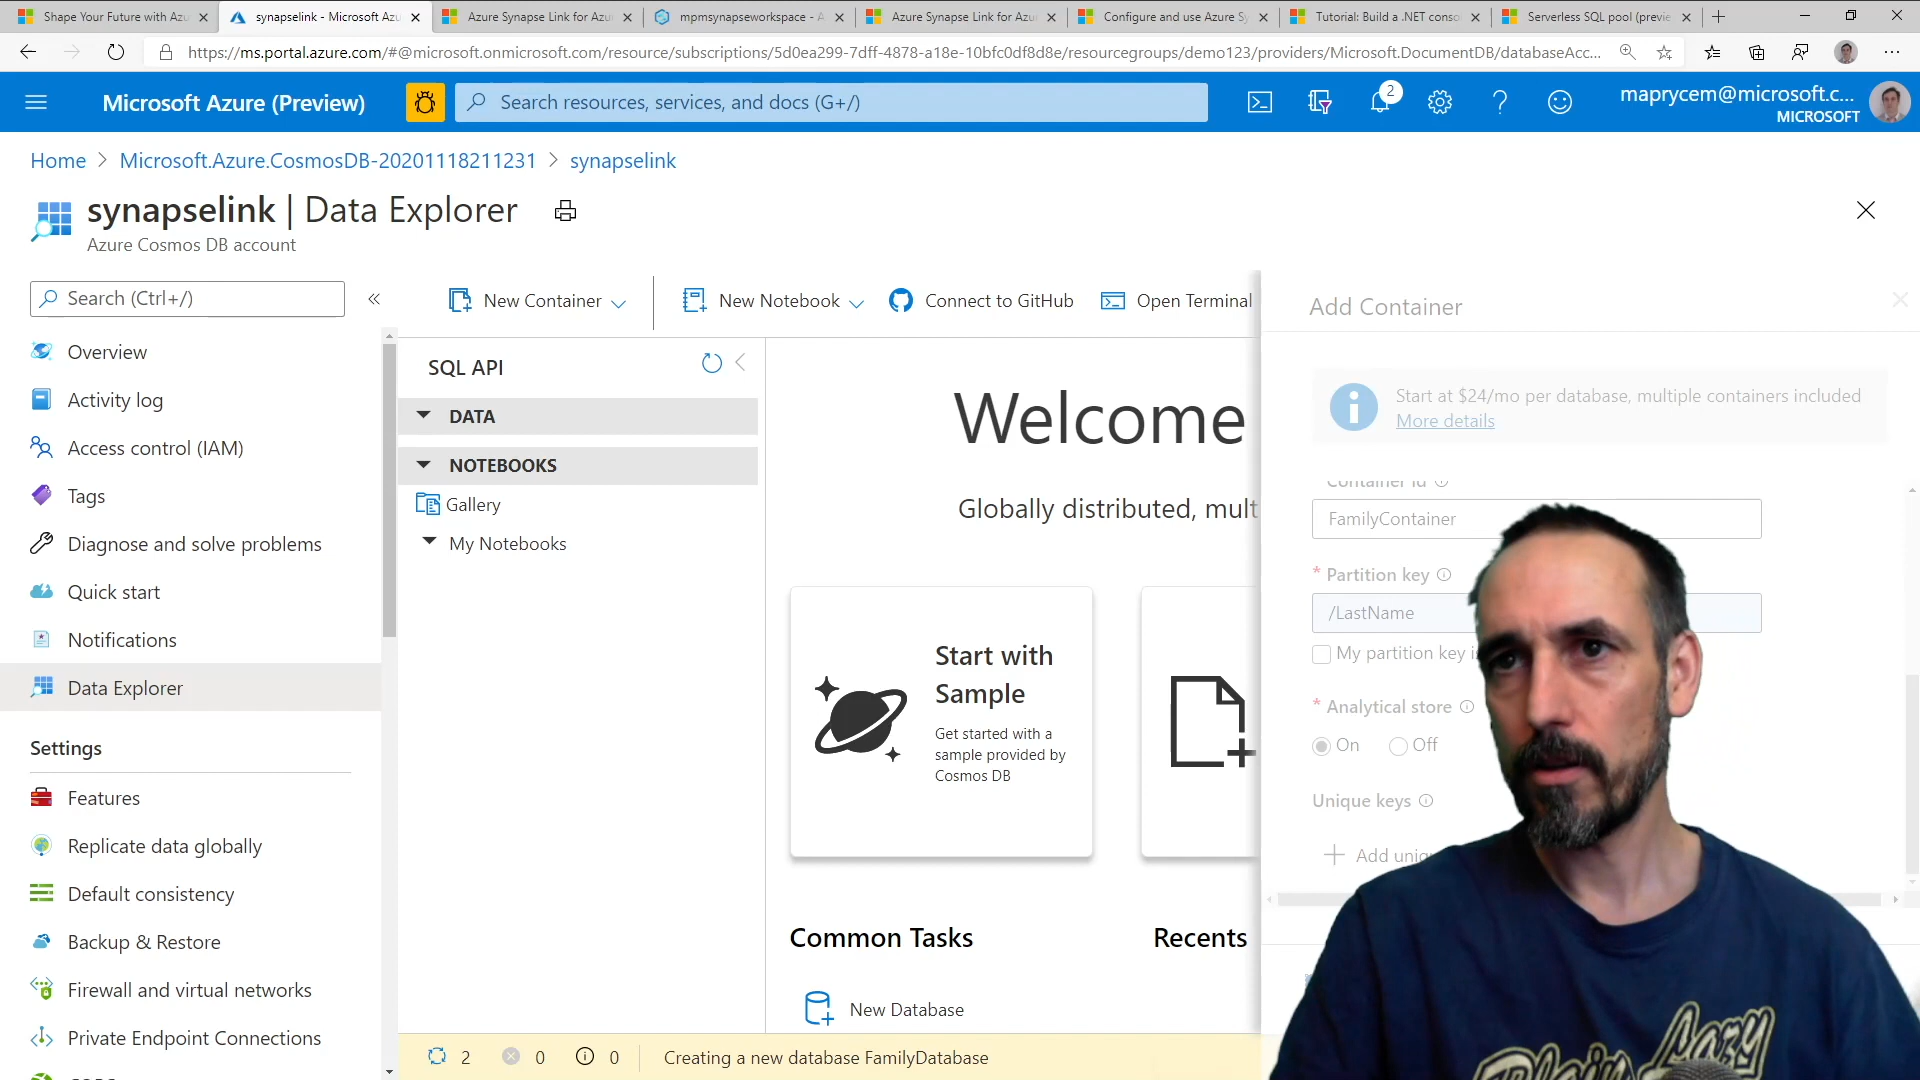 Shape Your Future with Azu
synapselink - Microsoft Azu
Azure Synapse Link for Azu
mpmsynapseworkspace - A
Azure Synapse Link for Azu
Configure and use Azure Sy
Tutorial: Build a .NET conso
Serverless SQL pool (previe
https://ms.portal.azure.com/#@microsoft.onmicrosoft.com/resource/subscriptions/5d0ea299-7dff-4878-a18e-10bfc0df8d8e/resourcegroups/demo123/providers/Microsoft.DocumentDB/databaseAcc...
Microsoft Azure (Preview)
Search resources, services, and docs (G+/)
2
maprycem@microsoft.c...
MICROSOFT
Home > Microsoft.Azure.CosmosDB-20201118211231 > synapselink
synapselink | Data Explorer
Azure Cosmos DB account
Search (Ctrl+/)
Overview
Activity log
Access control (IAM)
Tags
Diagnose and solve problems
Quick start
Notifications
Data Explorer
Settings
Features
Replicate data globally
Default consistency
Backup & Restore
Firewall and virtual networks
Private Endpoint Connections
New Container
New Notebook
Connect to GitHub
Open Terminal
SQL API
DATA
NOTEBOOKS
Gallery
My Notebooks
Welcome
Globally distributed, mult
Start with
Sample
Get started with a
sample provided by
Cosmos DB
Common Tasks
Recents
New Database
2 0 0 Creating a new database FamilyDatabase
Add Container
Start at $24/mo per database, multiple containers included
More details
Container id
FamilyContainer
* Partition key
/LastName
My partition key i
* Analytical store
On Off
Unique keys
Add uniq
Plain Lazy